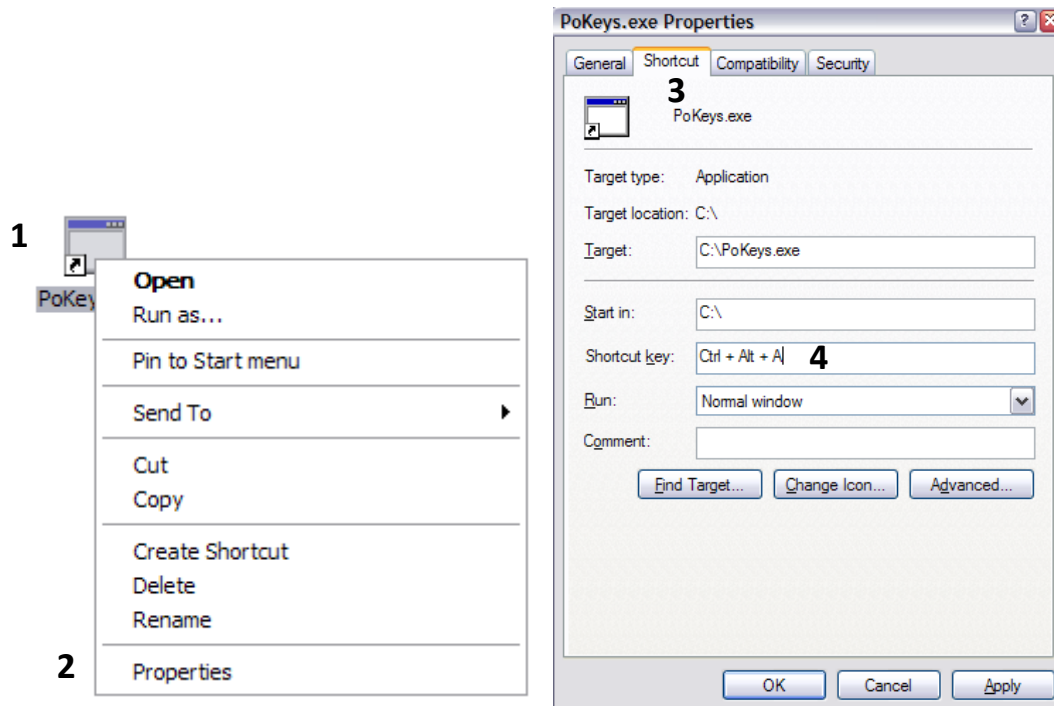 1
PoKey
Open
Run as...
Pin to Start menu
Send To
Cut
Copy
Create Shortcut
Delete
Rename
2
Properties
PoKeys.exe Properties
General Shortcut Compatibility Security
3
PoKeys.exe
Target type: Application
Target location: C:\
Target: C:\PoKeys.exe
Start in: C:\
Shortcut key: Ctrl + Alt + A 4
Run: Normal window
Comment:
Find Target... Change Icon... Advanced...
OK Cancel Apply